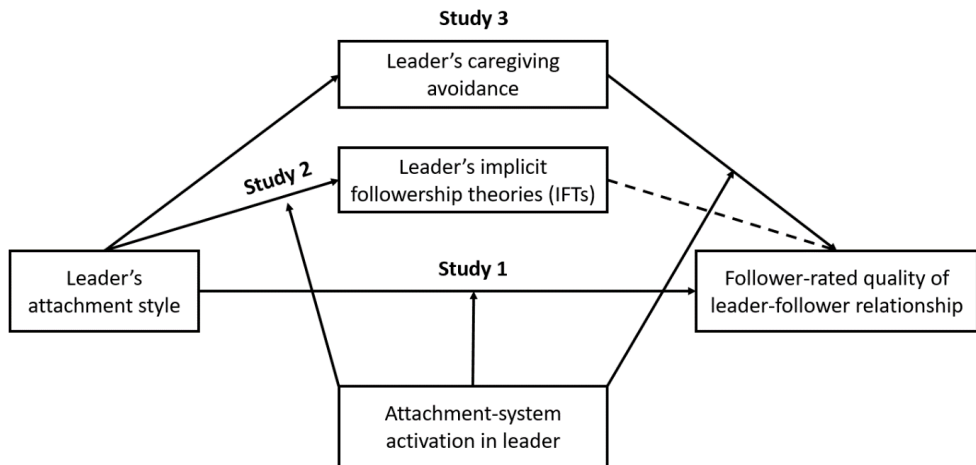 Study 3
Leader’s caregiving
avoidance
Study 2
Leader’s implicit
followership theories (IFTs)
Leader’s
attachment style
Study 1
Follower-rated quality of
leader-follower relationship
Attachment-system
activation in leader